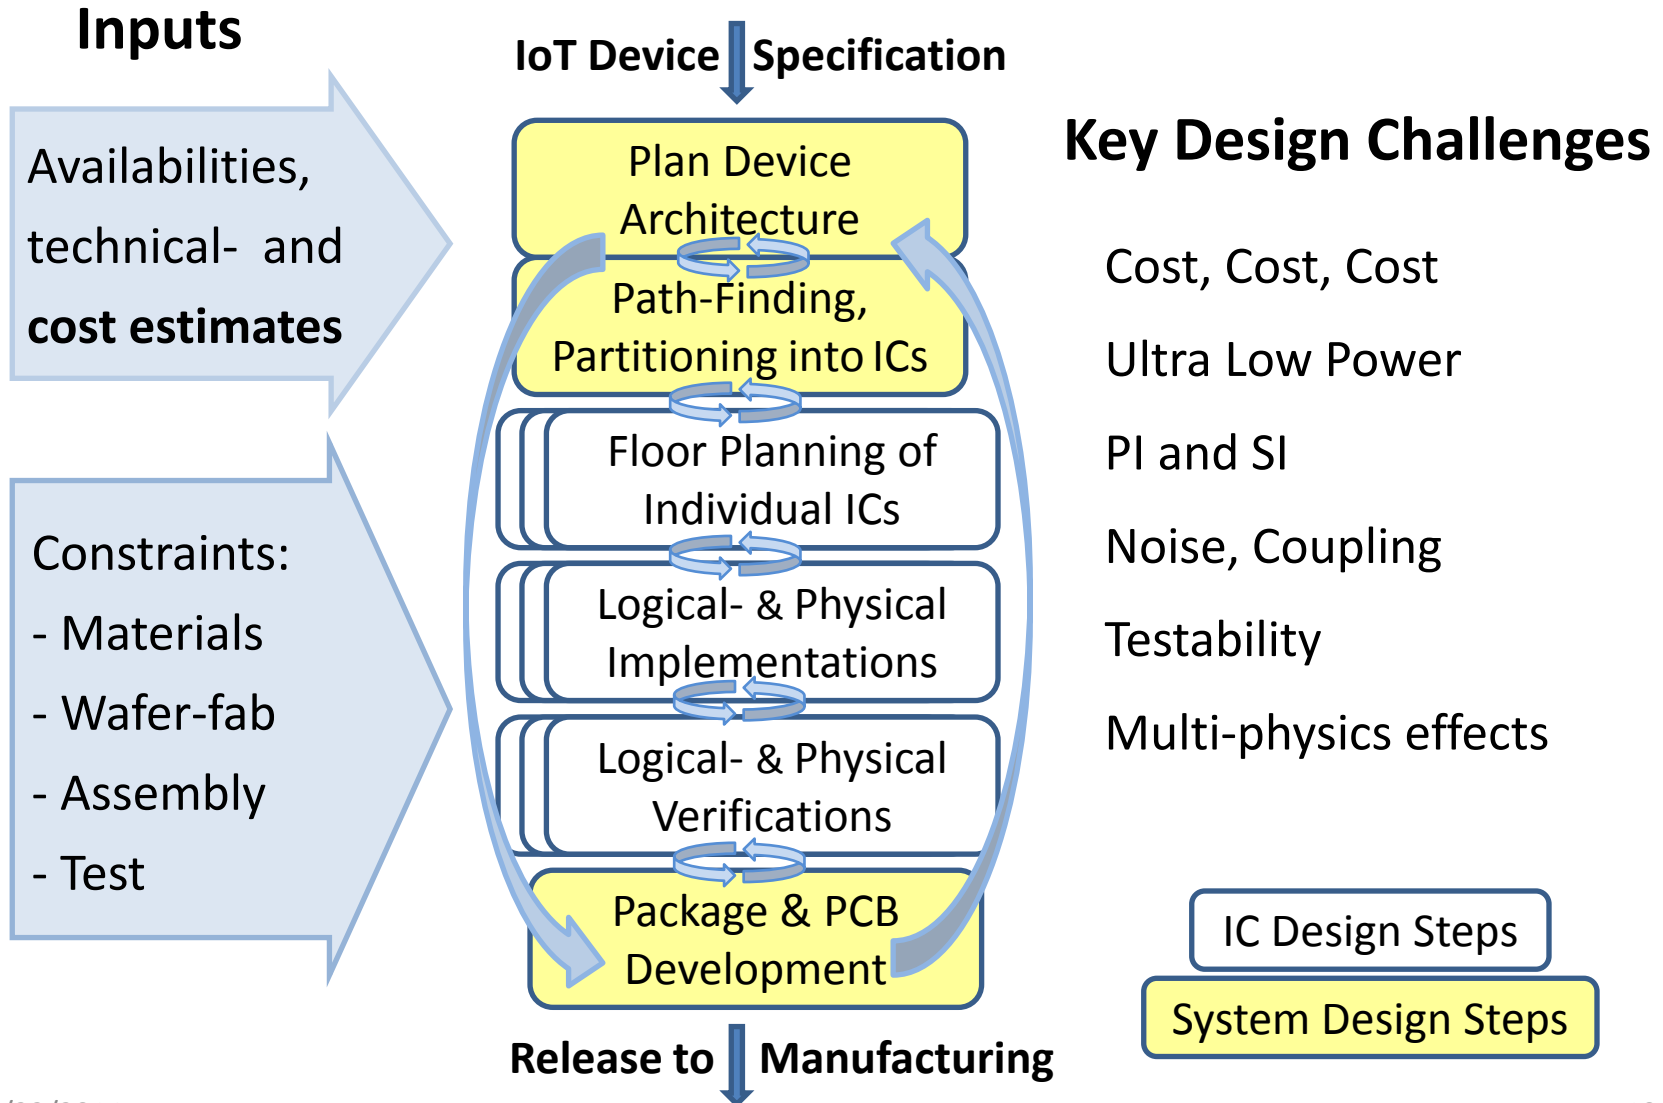 Inputs
Availabilities,
technical- and
cost estimates
Constraints:
- Materials
- Wafer-fab
- Assembly
- Test
IoT Device Specification
Plan Device
Architecture
Path-Finding,
Partitioning into ICs
Floor Planning of
Individual ICs
Logical- & Physical
Implementations
Logical- & Physical
Verifications
Package & PCB
Development
Release to Manufacturing
Key Design Challenges
Cost, Cost, Cost
Ultra Low Power
PI and SI
Noise, Coupling
Testability
Multi-physics effects
IC Design Steps
System Design Steps